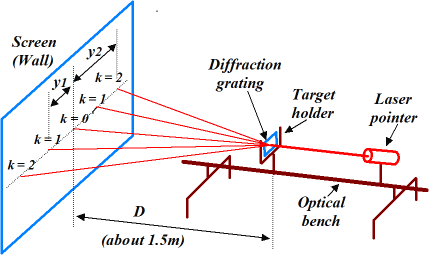 Screen
(Wall)
y1
y2
k = 2
k = 1
k = 0
k = 1
k = 2
Diffraction
grating
Target
holder
Laser
pointer
Optical
bench
D
(about 1.5m)